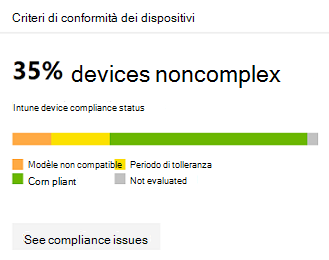 Criteri di conformità dei dispositivi
35% devices noncomplex
Intune device compliance status
Modèle non compatible Periodo di tolleranza
Corn pliant Not evaluated
See compliance issues